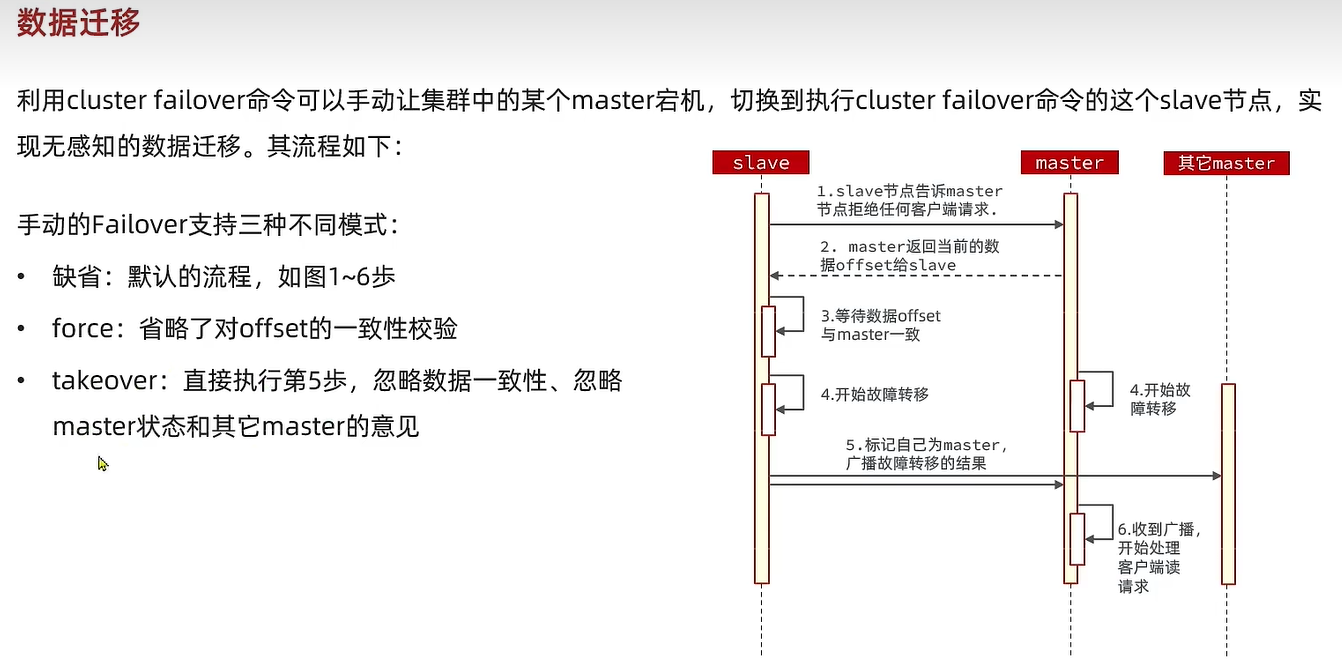 数据迁移
利用cluster failover命令可以手动让集群中的某个master宕机，切换到执行cluster failover命令的这个slave节点，实
现无感知的数据迁移。其流程如下：
手动的Failover支持三种不同模式：
• 缺省：默认的流程，如图1~6歩
• force：省略了对offset的一致性校验
• takeover：直接执行第5歩，忽略数据一致性、忽略
master状态和其它master的意见
slave
master
其它master
1.slave节点告诉master
节点拒绝任何客户端请求.
2. master返回当前的数
据offset给slave
3.等待数据offset
与master一致
4.开始故障转移
4.开始故
障转移
5.标记自己为master，
广播故障转移的结果
6.收到广播，
开始处理
客户端读
请求